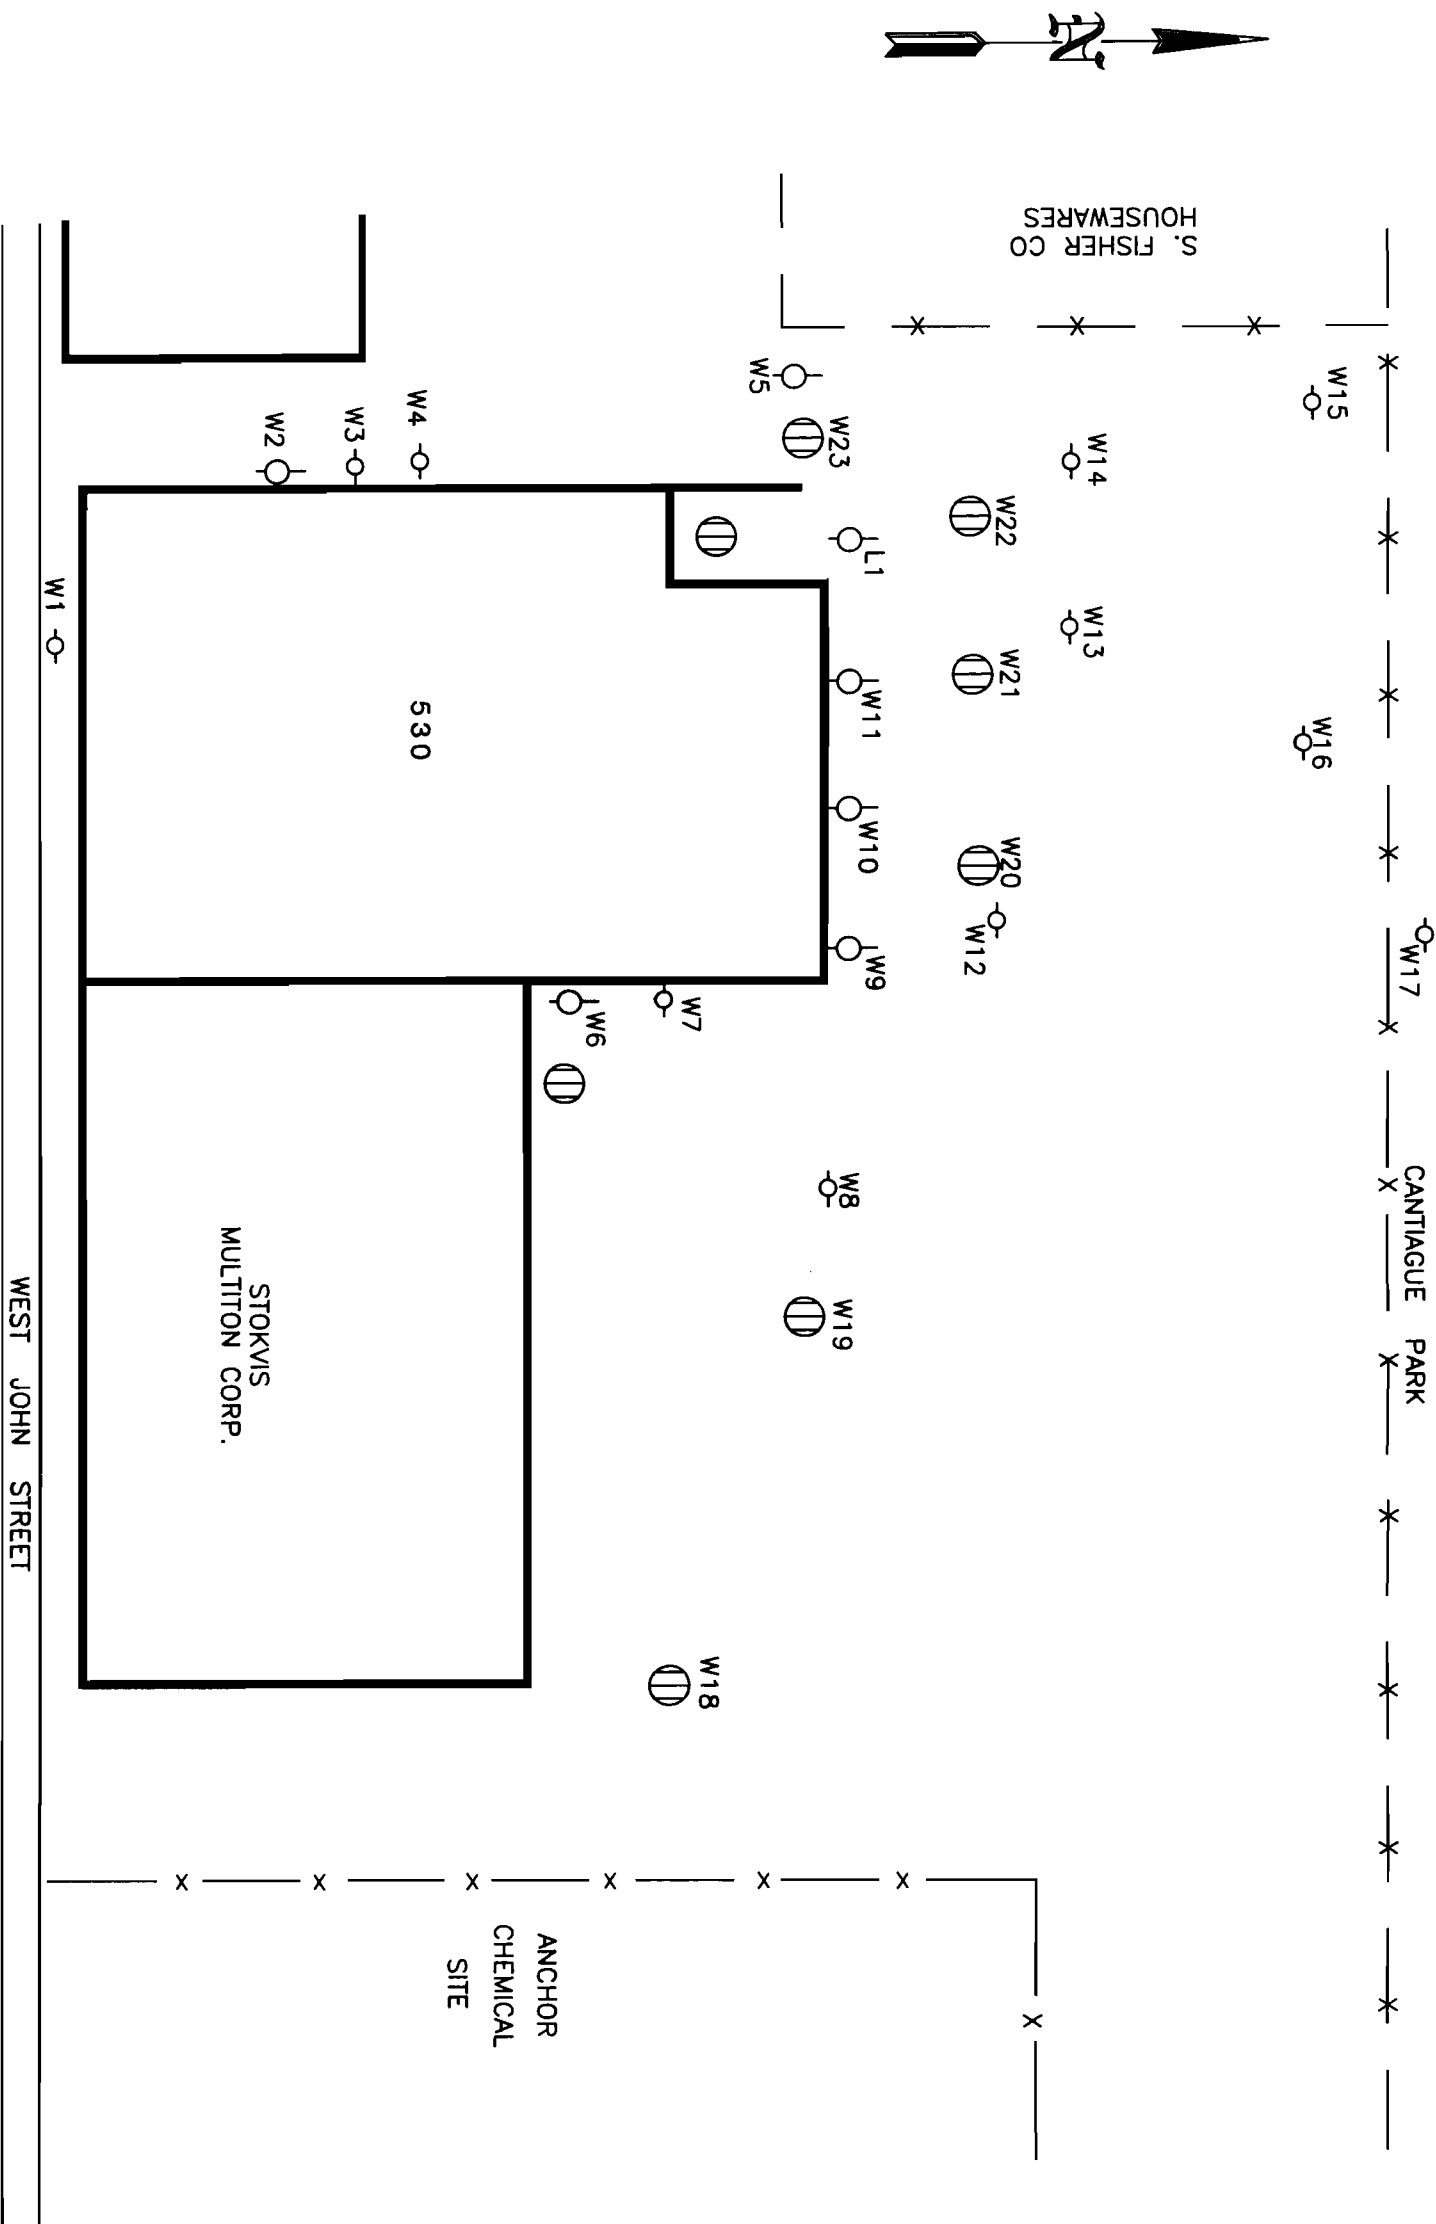 N
S. FISHER CO
HOUSEWARES
CANTIAGUE PARK
W17
W15
W16
W14
W13
W22
W21
W20
W12
W5
W23
L1
W11
W10
W9
W8
W19
W7
W18
W6
W4
W3
W2
530
ANCHOR
CHEMICAL
SITE
STOKVIS
MULTITON CORP.
W1
WEST JOHN STREET